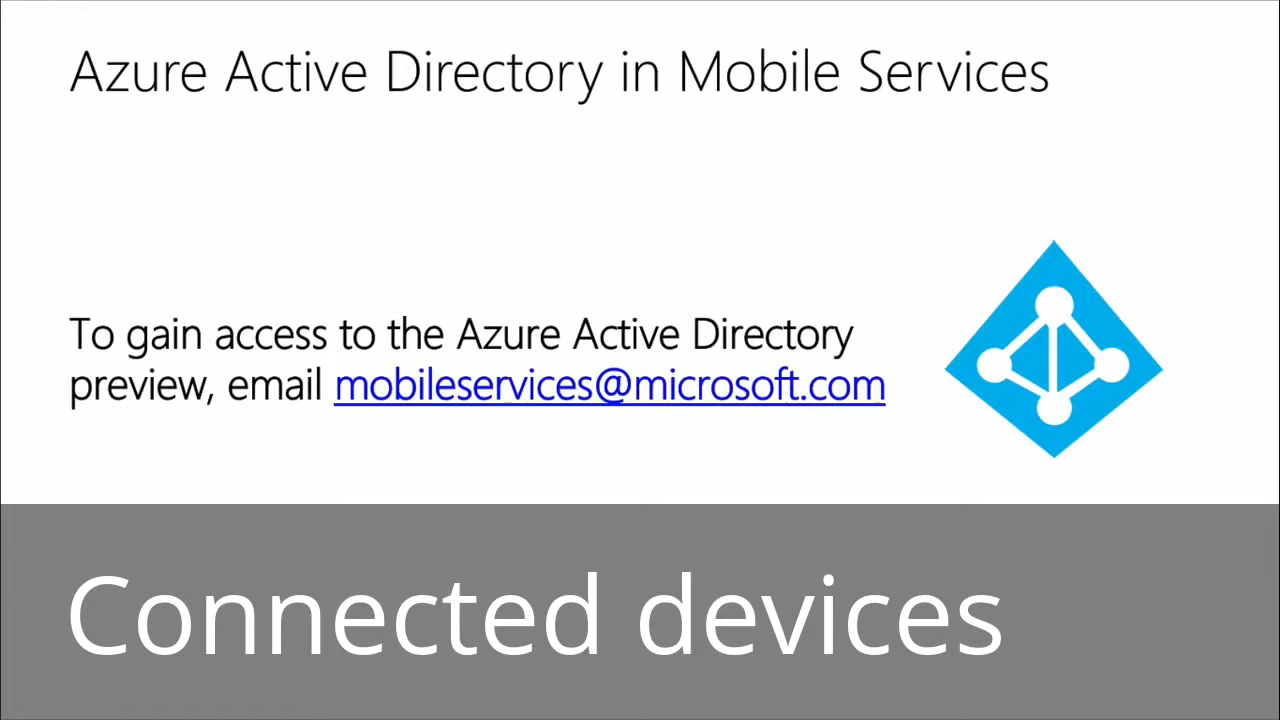 Azure Active Directory in Mobile Services
To gain access to the Azure Active Directory
preview, email mobileservices@microsoft.com
Connected devices